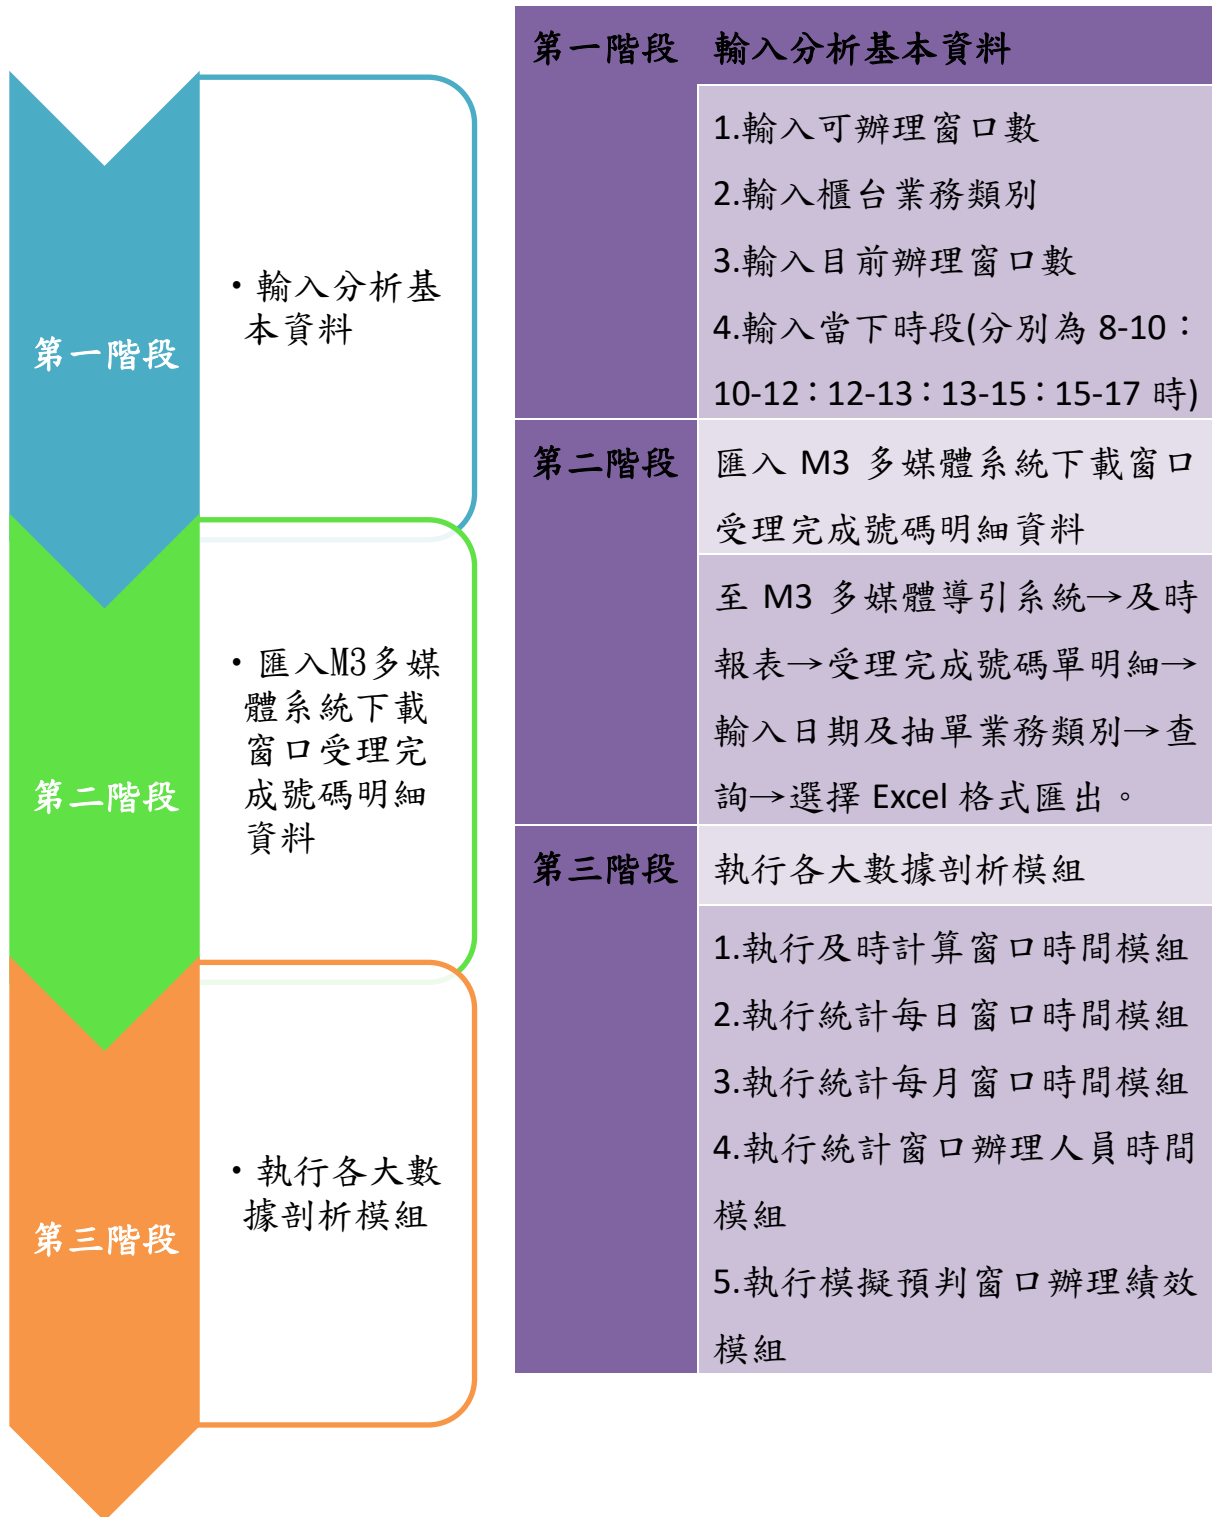 第一階段
・輸入分析基
本資料
第二階段
・匯入M3多媒
體系統下載
窗口受理完
成號碼明細
資料
第三階段
・執行各大數
據剖析模組
第一階段 輸入分析基本資料
1.輸入可辦理窗口數
2.輸入櫃台業務類別
3.輸入目前辦理窗口數
4.輸入當下時段(分別為 8-10：
10-12：12-13：13-15：15-17 時)
第二階段 匯入 M3 多媒體系統下載窗口
受理完成號碼明細資料
至 M3 多媒體導引系統→及時
報表→受理完成號碼單明細→
輸入日期及抽單業務類別→查
詢→選擇 Excel 格式匯出。
第三階段 執行各大數據剖析模組
1.執行及時計算窗口時間模組
2.執行統計每日窗口時間模組
3.執行統計每月窗口時間模組
4.執行統計窗口辦理人員時間
模組
5.執行模擬預判窗口辦理績效
模組